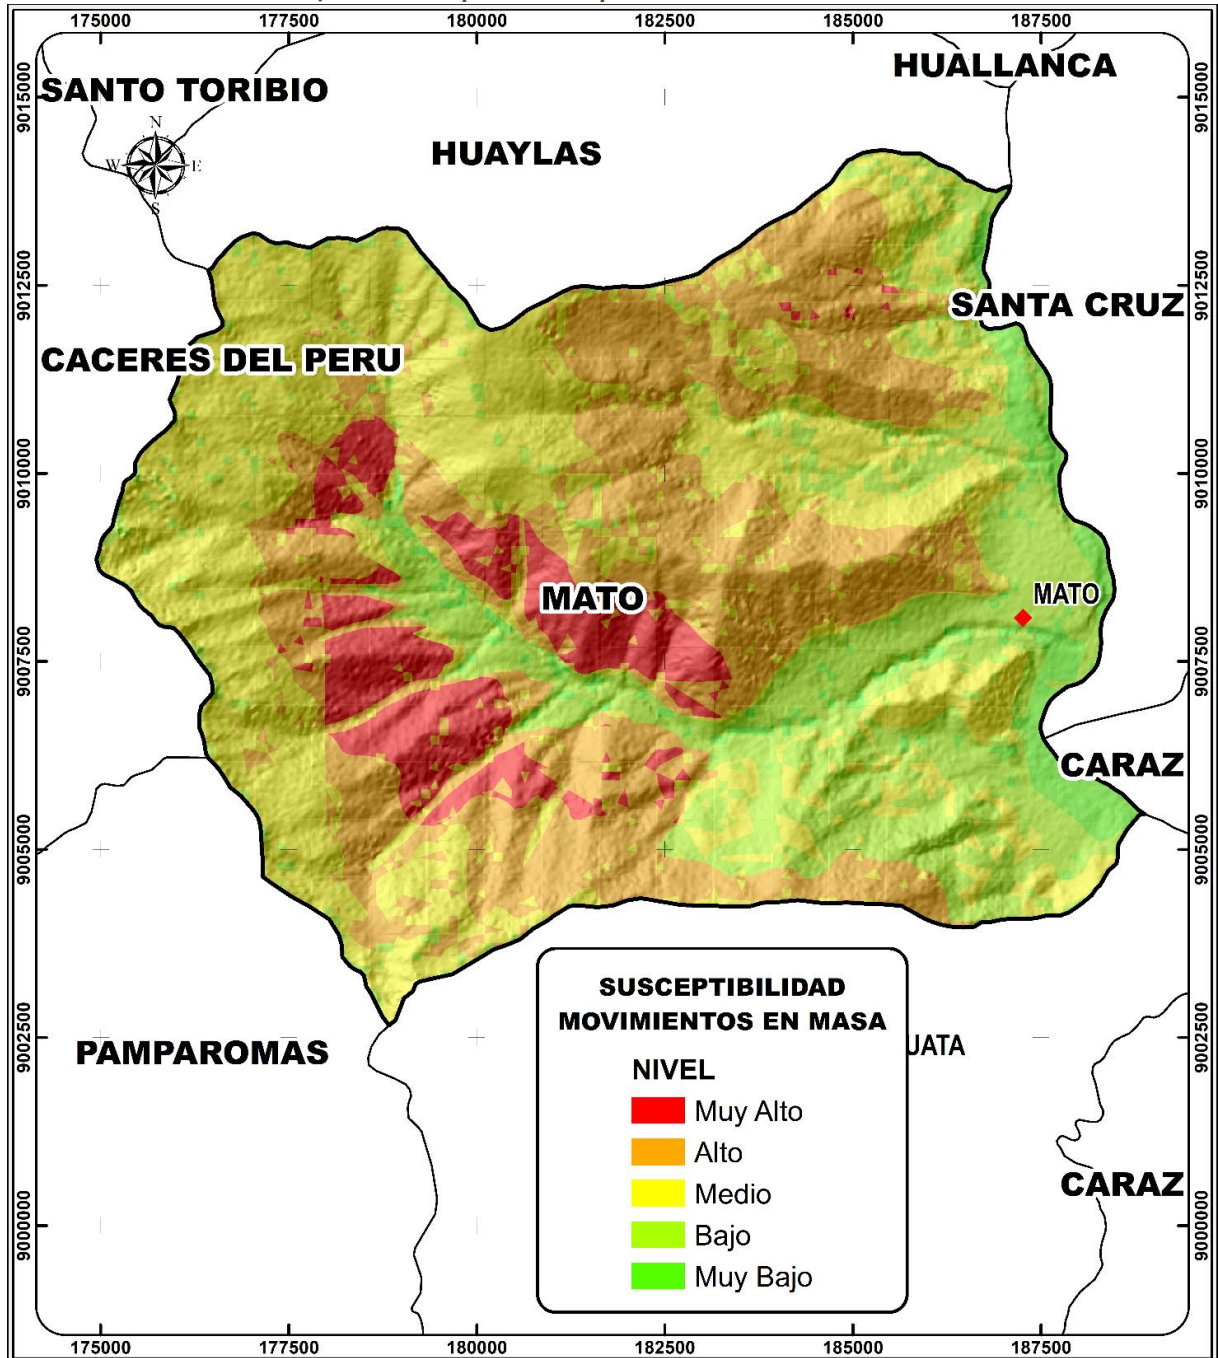 175000 177500 180000 182500 185000 187500
HUALLANCA
SANTO TORIBIO
9015000
9015000
N
W E
S
HUAYLAS
9012500
9012500
SANTA CRUZ
CACERES DEL PERU
9010000
9010000
MATO
MATO
9007500
9007500
CARAZ
9005000
9005000
SUSCEPTIBILIDAD
MOVIMIENTOS EN MASA
9002500
9002500
PAMPAROMAS
UATA
NIVEL
Muy Alto
Alto
Medio
CARAZ
Bajo
9000000
9000000
Muy Bajo
175000 177500 180000 182500 185000 187500